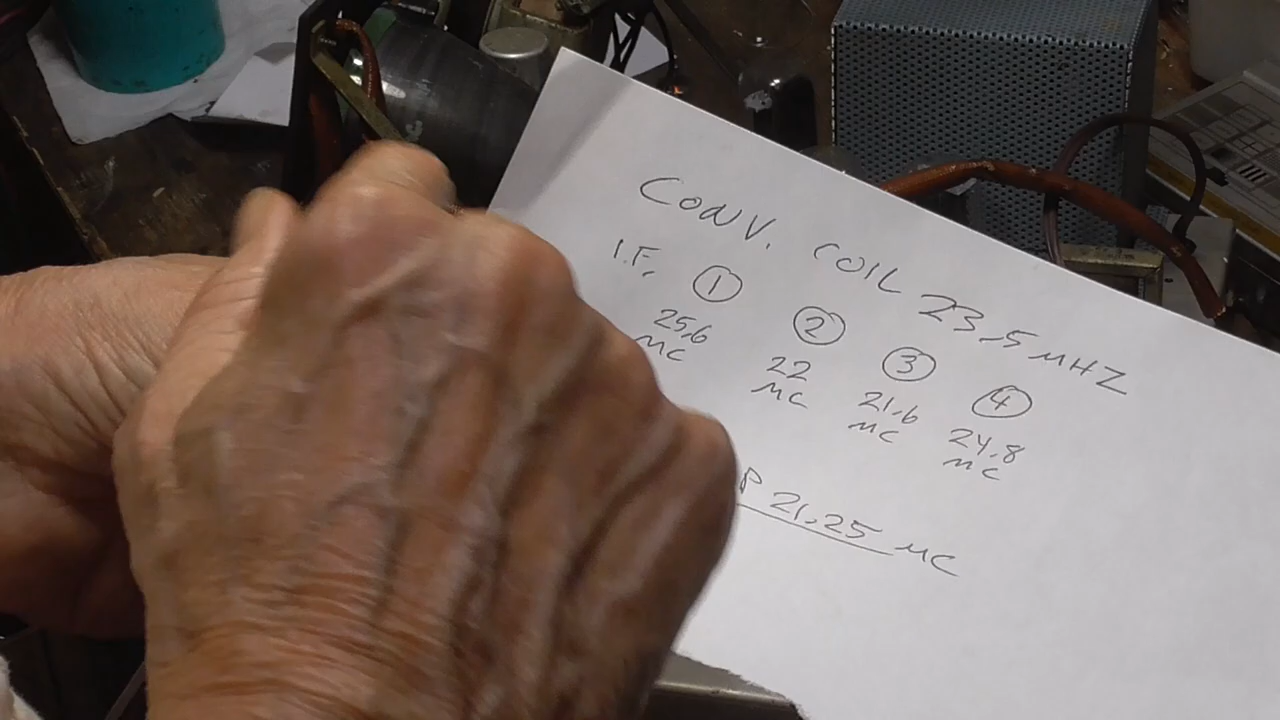 CONV. COIL 23.5 MHZ
I.F. ① ② ③ ④
25.6 22 21.6 24.8
MC MC MC MC
P 21.25 MC